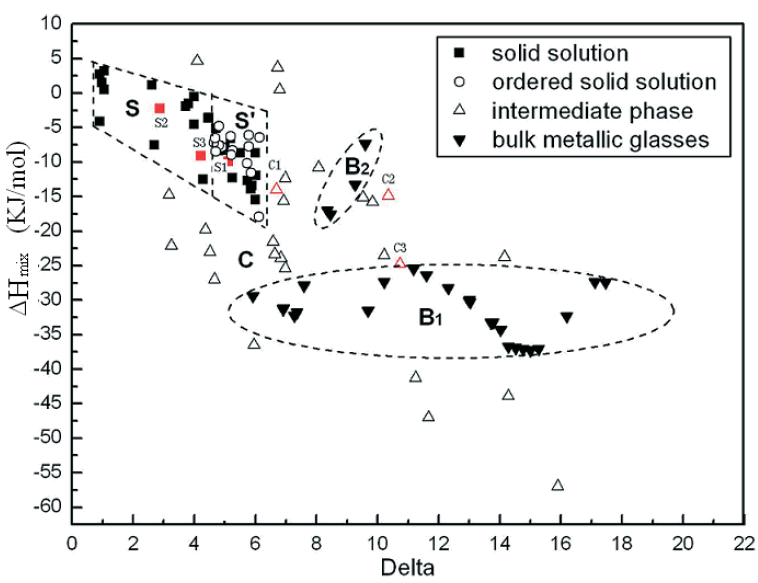 10
5
0
-5
-10
-15
-20
-25
-30
-35
-40
-45
-50
-55
-60
ΔHmix (KJ/mol)
solid solution
ordered solid solution
intermediate phase
bulk metallic glasses
S
S'
S2
S3
S1
C1
B2
C2
C
C3
B1
0 2 4 6 8 10 12 14 16 18 20 22
Delta